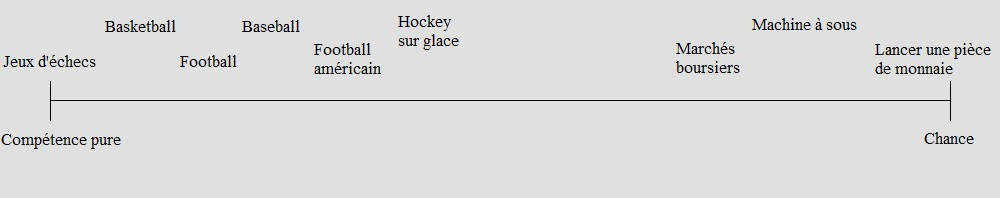 Jeux d'échecs
Basketball
Football
Baseball
Football
américain
Hockey
sur glace
Marchés
boursiers
Machine à sous
Lancer une pièce
de monnaie
Compétence pure
Chance